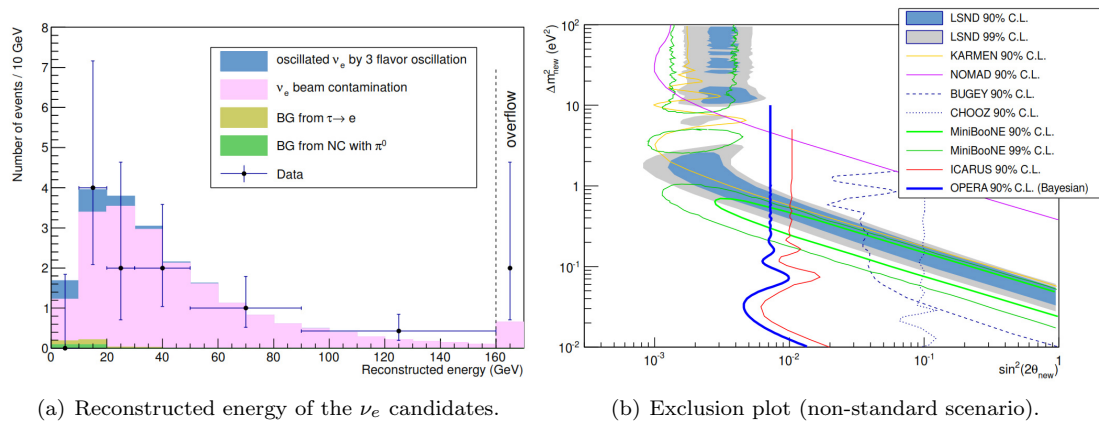 Number of events / 10 GeV
8
7
6
5
4
3
2
1
0
0 20 40 60 80 100 120 140 160
Reconstructed energy (GeV)
oscillated νe by 3 flavor oscillation
νe beam contamination
BG from τ→ e
BG from NC with π0
Data
overflow
(a) Reconstructed energy of the νe candidates.
Δm²new (eV²)
10²
10
1
10⁻¹
10⁻²
10⁻³ 10⁻² 10⁻¹ 1
sin²(2θnew)
LSND 90% C.L.
LSND 99% C.L.
KARMEN 90% C.L.
NOMAD 90% C.L.
BUGEY 90% C.L.
CHOOZ 90% C.L.
MiniBooNE 90% C.L.
MiniBooNE 99% C.L.
ICARUS 90% C.L.
OPERA 90% C.L. (Bayesian)
(b) Exclusion plot (non-standard scenario).